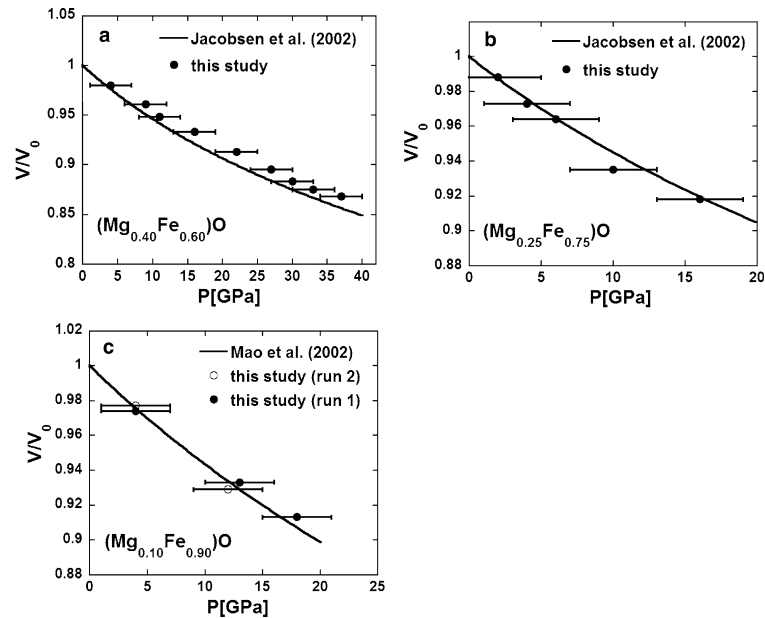 a
Jacobsen et al. (2002)
this study
1.05
1
0.95
0.9
0.85
0.8
V/V0
(Mg0.40Fe0.60)O
0 5 10 15 20 25 30 35 40
P[GPa]
b
Jacobsen et al. (2002)
this study
1
0.98
0.96
0.94
0.92
0.9
0.88
V/V0
(Mg0.25Fe0.75)O
0 5 10 15 20
P[GPa]
c
Mao et al. (2002)
this study (run 2)
this study (run 1)
1.02
1
0.98
0.96
0.94
0.92
0.9
0.88
V/V0
(Mg0.10Fe0.90)O
0 5 10 15 20 25
P[GPa]